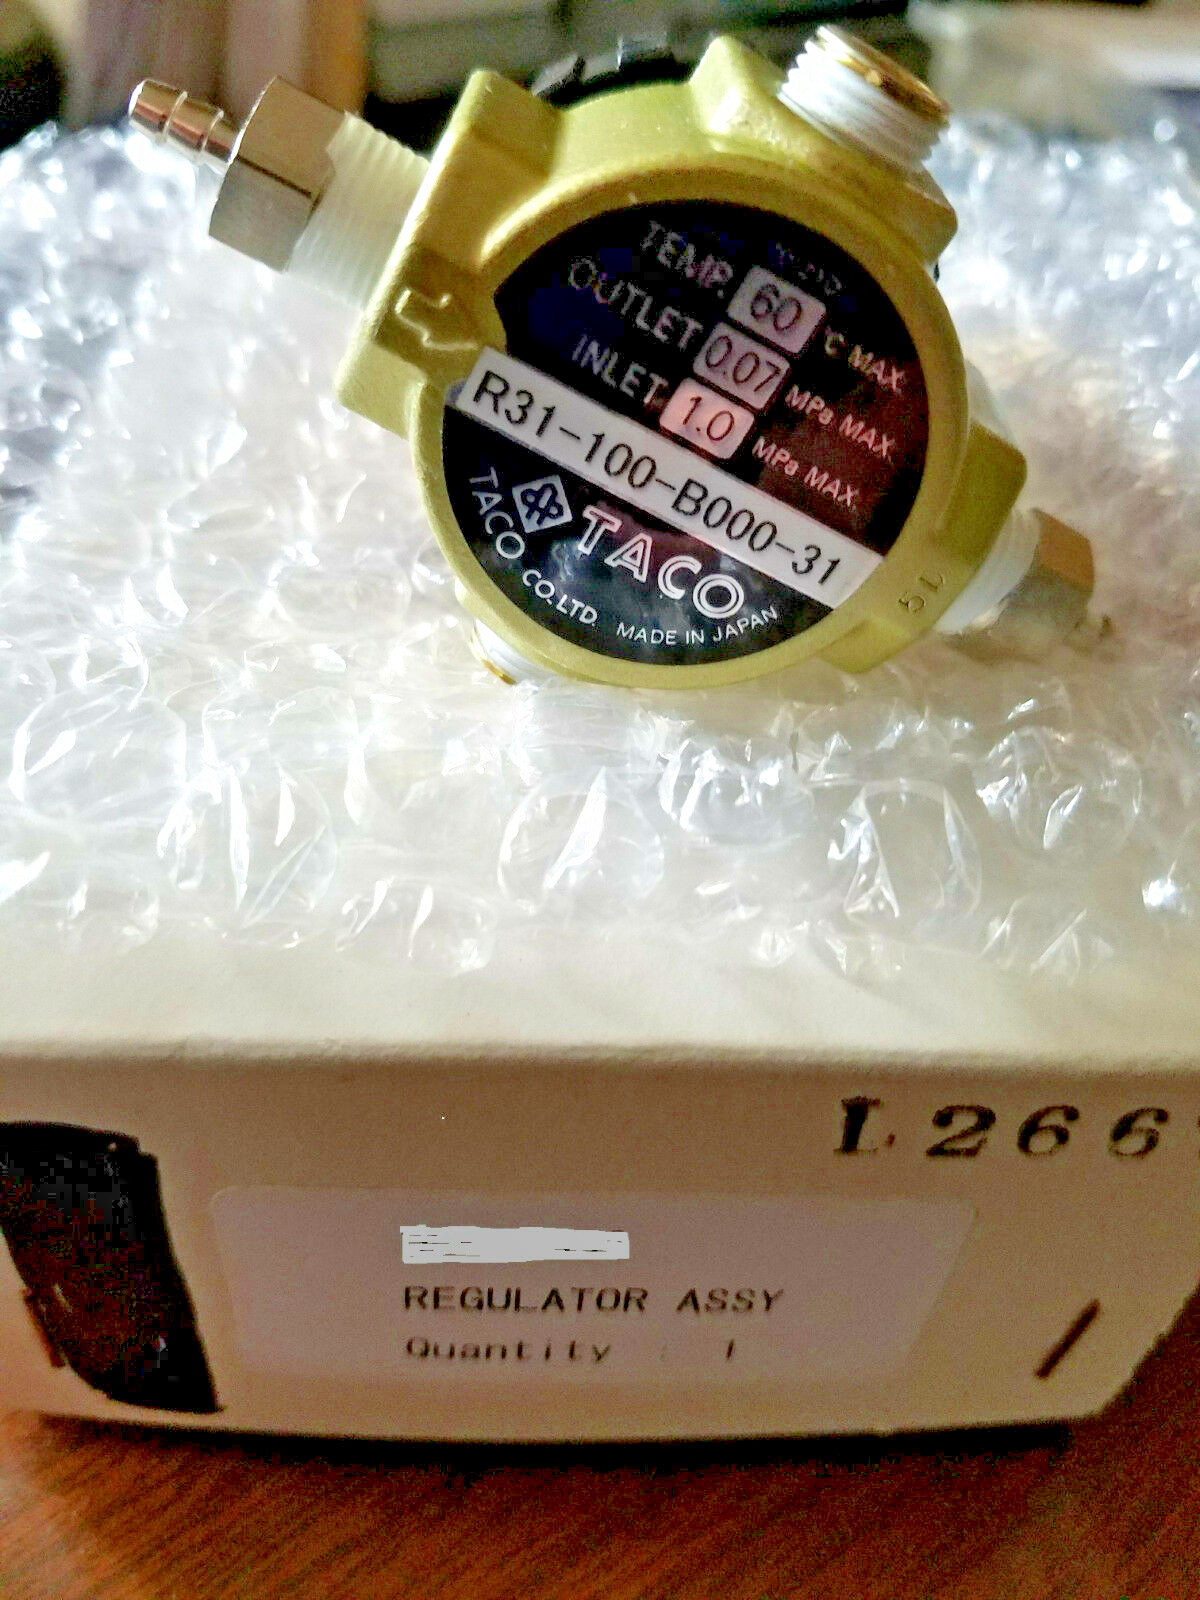 TEMP. 60 °C MAX.
OUTLET 0.07 MPa MAX.
INLET 1.0 MPa MAX.
R31-100-B000-31
TACO
TACO CO.,LTD. MADE IN JAPAN
15
L266
REGULATOR ASSY
Quantity : 1